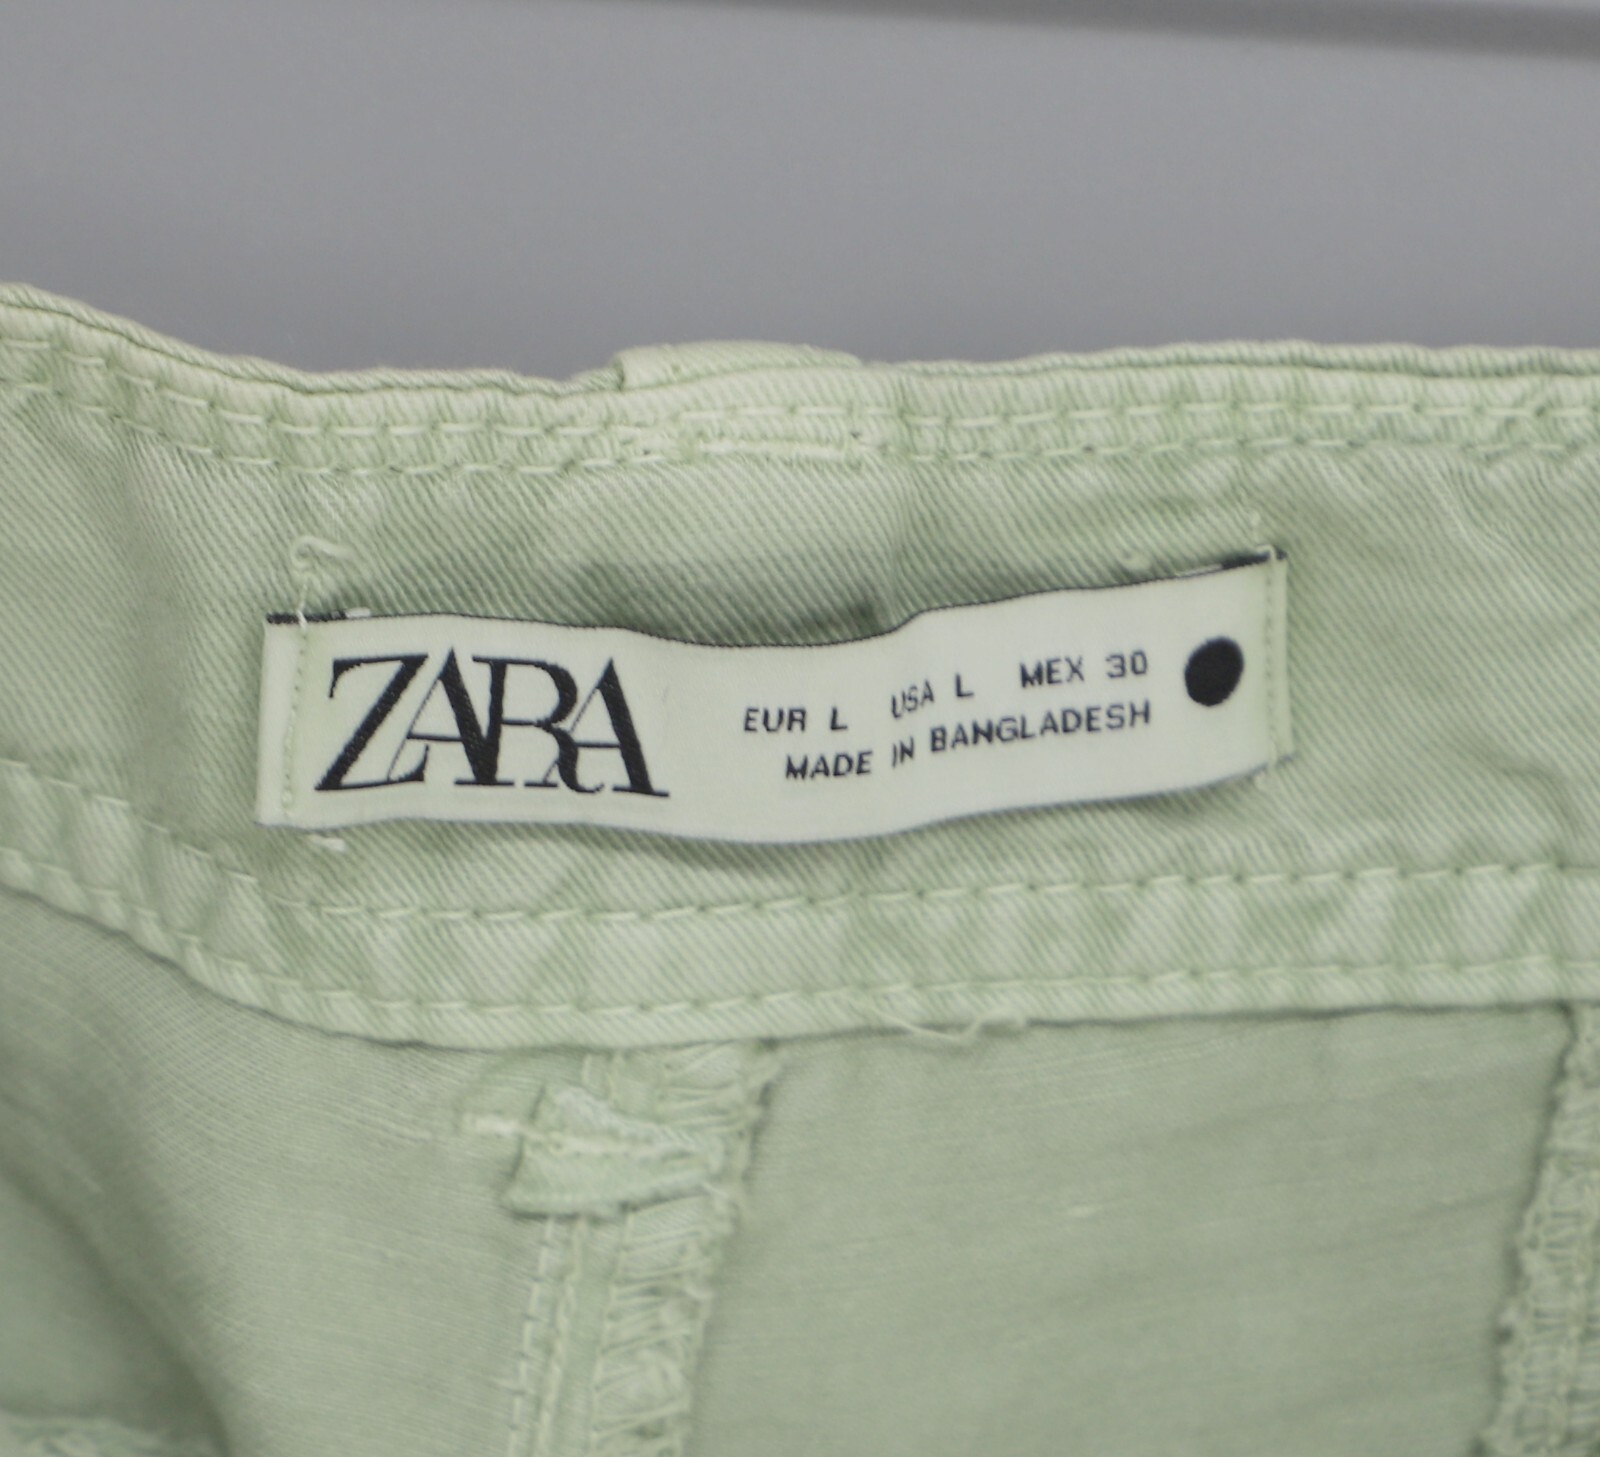 ZARA
EUR L USA L MEX 30
MADE IN BANGLADESH